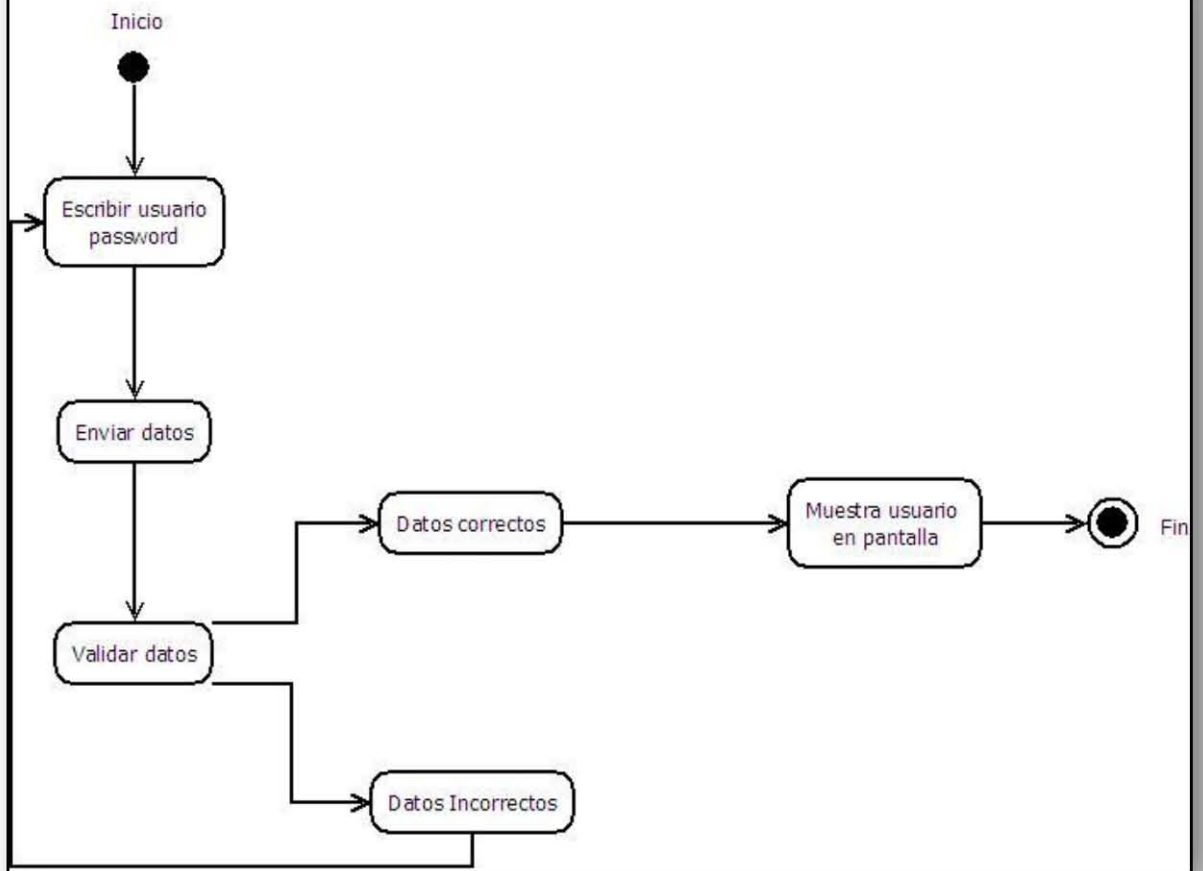 Inicio
Escribir usuario
password
Enviar datos
Validar datos
Datos correctos
Muestra usuario
en pantalla
Fin
Datos Incorrectos